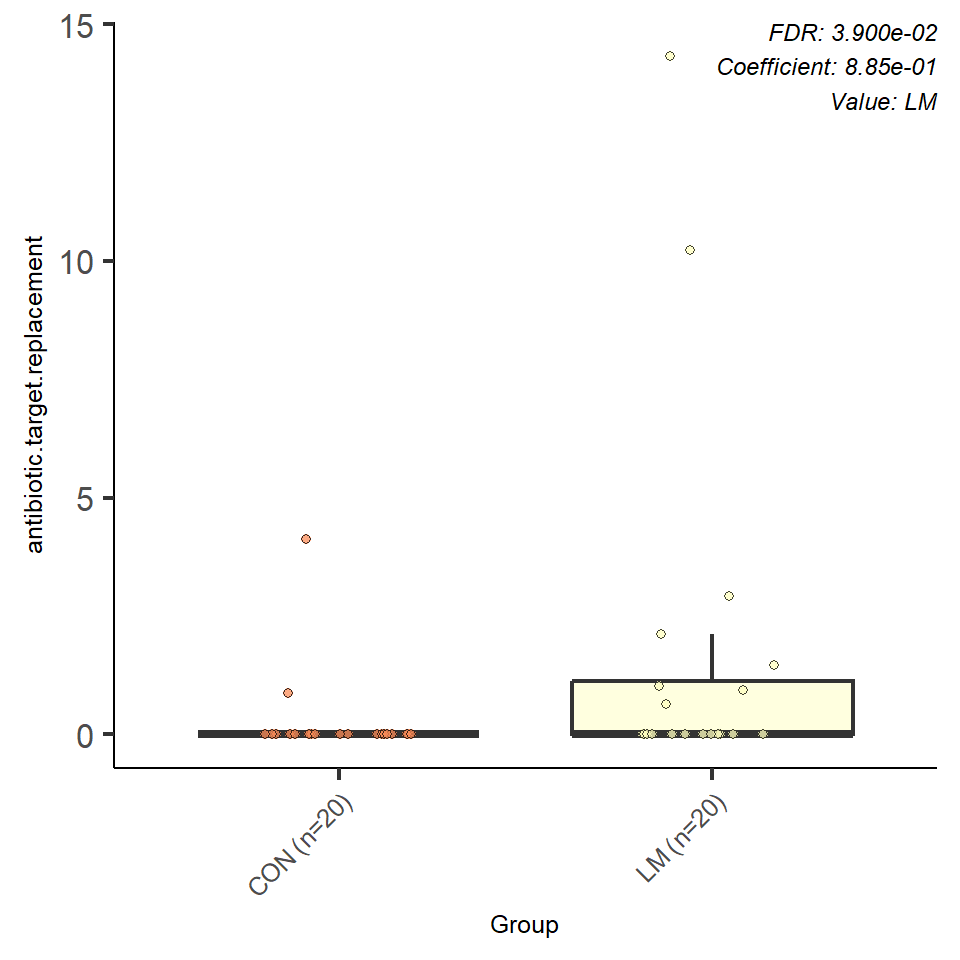 FDR: 3.900e-02
Coefficient: 8.85e-01
Value: LM
antibiotic.target.replacement
15
10
5
0
CON (n=20)
LM (n=20)
Group